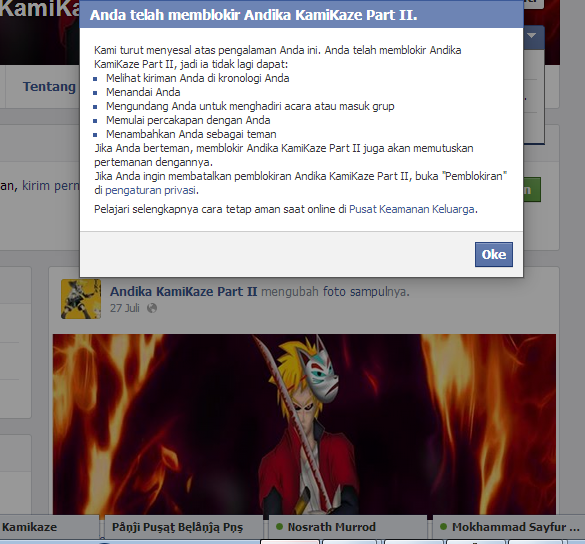 KamiKa
Anda telah memblokir Andika KamiKaze Part II.
Kami turut menyesal atas pengalaman Anda ini. Anda telah memblokir Andika
KamiKaze Part II, jadi ia tidak lagi dapat:
Melihat kiriman Anda di kronologi Anda
Menandai Anda
Mengundang Anda untuk menghadiri acara atau masuk grup
Memulai percakapan dengan Anda
Menambahkan Anda sebagai teman
Jika Anda berteman, memblokir Andika KamiKaze Part II juga akan memutuskan
pertemanan dengannya.
Jika Anda ingin membatalkan pemblokiran Andika KamiKaze Part II, buka "Pemblokiran"
di pengaturan privasi.
Pelajari selengkapnya cara tetap aman saat online di Pusat Keamanan Keluarga.
Oke
Tentang
an, kirim perm
Andika KamiKaze Part II mengubah foto sampulnya.
27 Juli
Kamikaze
Nosrath Murrod
Mokhammad Sayfur ...